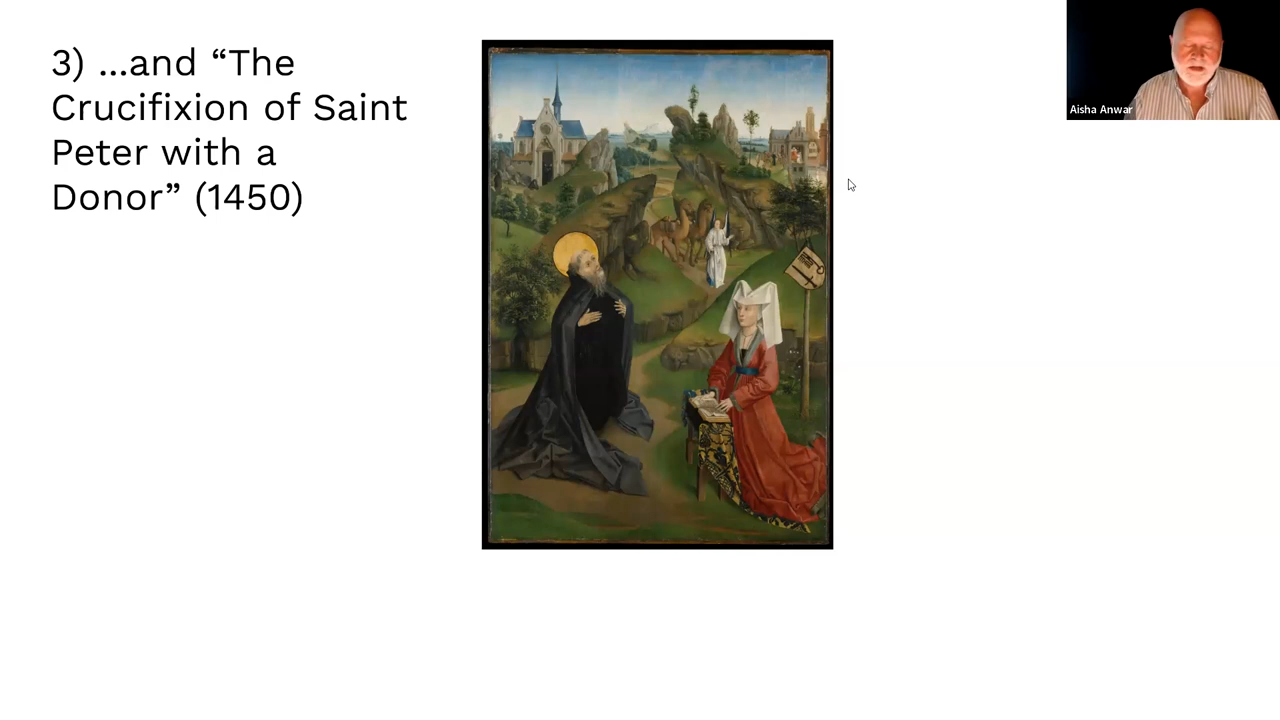 3) ...and “The
Crucifixion of Saint
Peter with a
Donor” (1450)
Aisha Anwar